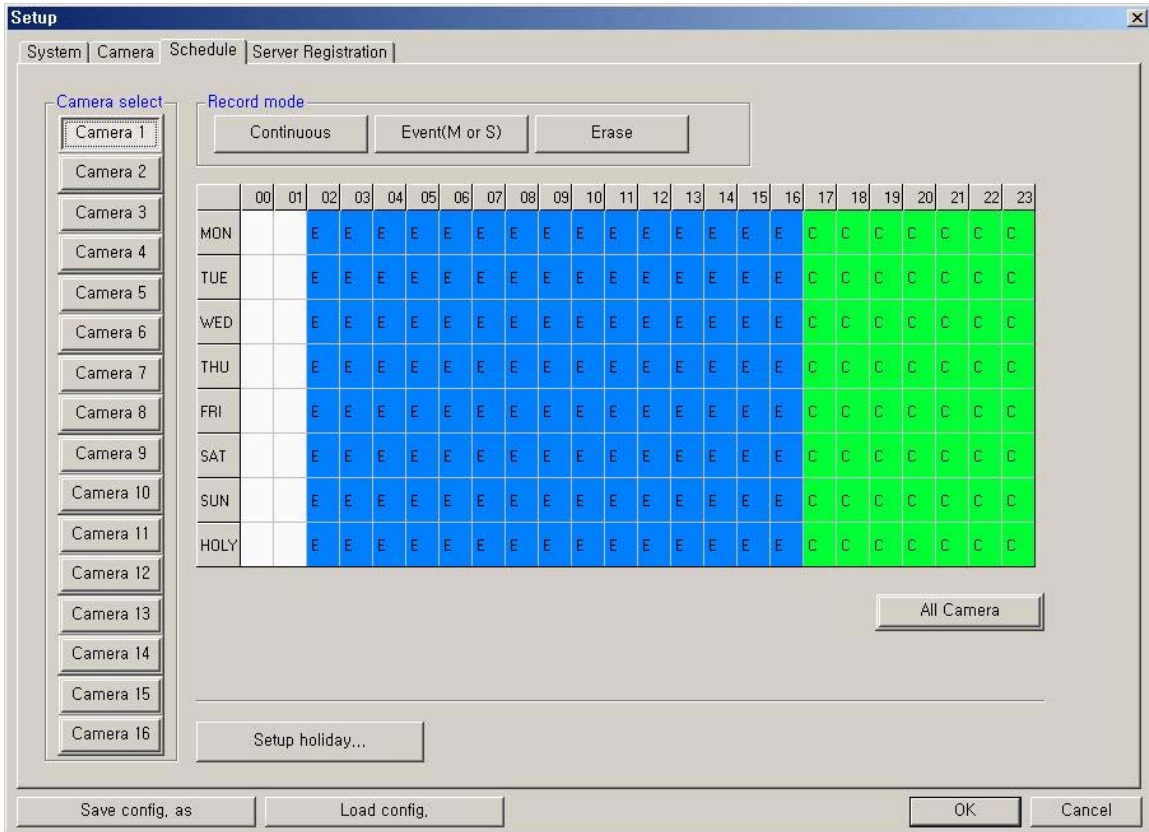 Setup
System Camera Schedule Server Registration
Camera select
Camera 1
Camera 2
Camera 3
Camera 4
Camera 5
Camera 6
Camera 7
Camera 8
Camera 9
Camera 10
Camera 11
Camera 12
Camera 13
Camera 14
Camera 15
Camera 16
Record mode
Continuous Event(M or S) Erase
00 01 02 03 04 05 06 07 08 09 10 11 12 13 14 15 16 17 18 19 20 21 22 23
MON E E E E E E E E E E E E E E E C C C C C C C
TUE E E E E E E E E E E E E E E E C C C C C C C
WED E E E E E E E E E E E E E E E C C C C C C C
THU E E E E E E E E E E E E E E E C C C C C C C
FRI E E E E E E E E E E E E E E E C C C C C C C
SAT E E E E E E E E E E E E E E E C C C C C C C
SUN E E E E E E E E E E E E E E E C C C C C C C
HOLY E E E E E E E E E E E E E E E C C C C C C C
All Camera
Setup holiday...
Save config, as Load config, OK Cancel